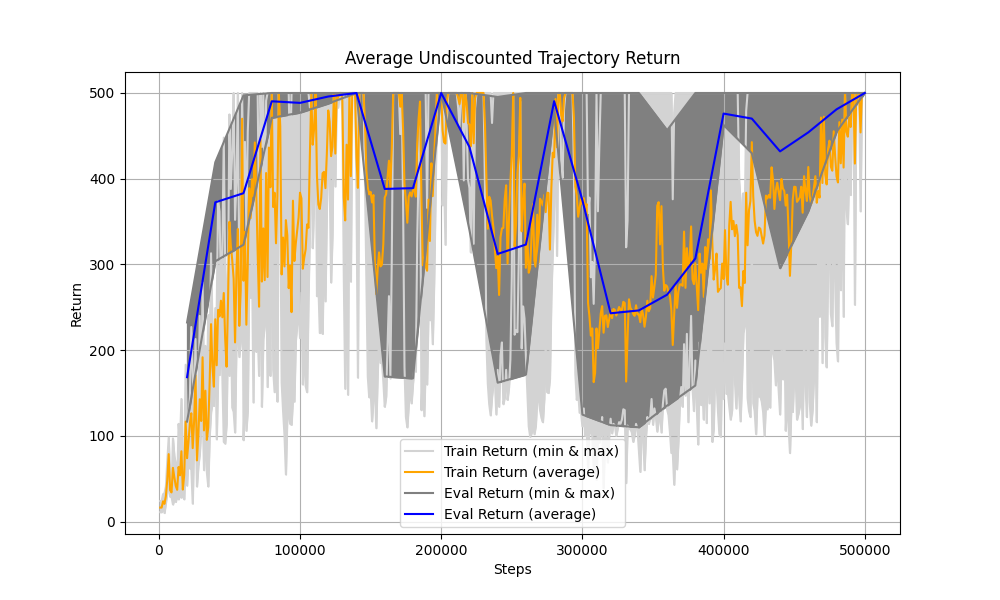 Average Undiscounted Trajectory Return
Return
500
400
300
200
100
0
Train Return (min & max)
Train Return (average)
Eval Return (min & max)
Eval Return (average)
0
100000
200000
300000
400000
500000
Steps